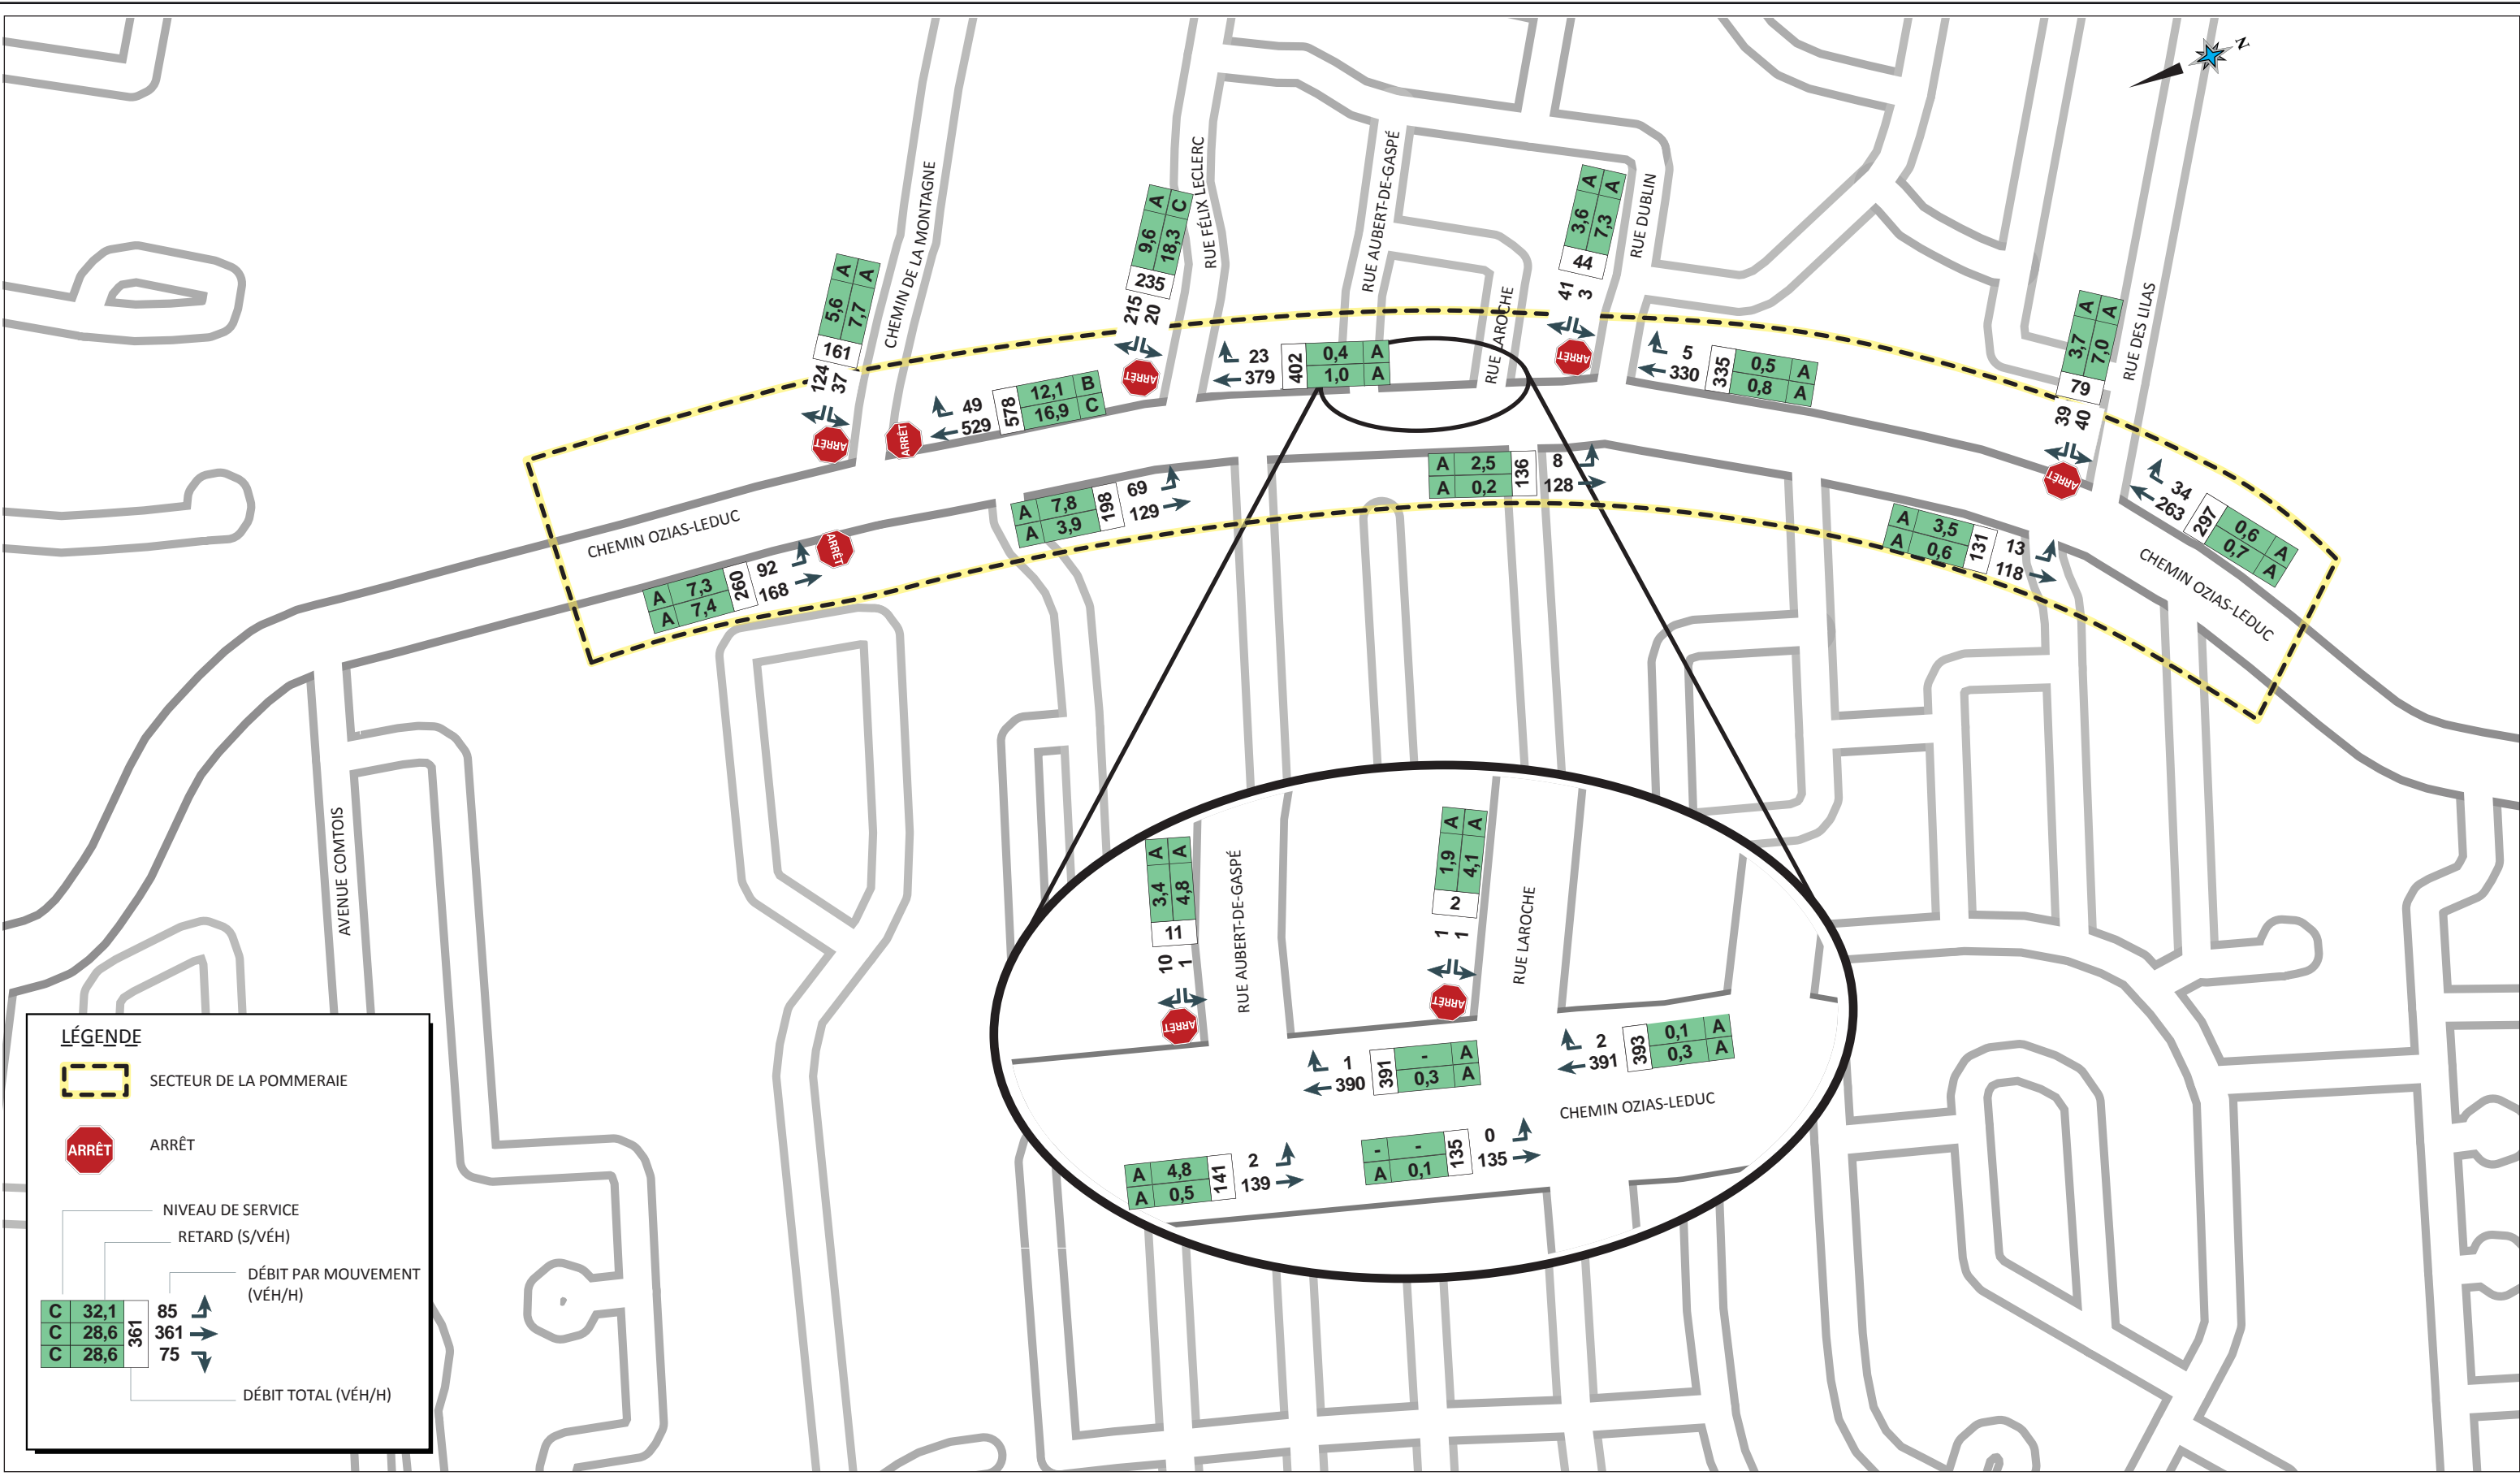 N
CHEMIN DE LA MONTAGNE
RUE FÉLIX LECLERC
RUE AUBERT-DE-GASPÉ
RUE LAROCHE
RUE DUBLIN
RUE DES LILAS
5,6 A
7,7 A
161
124
37
ARRÊT
ARRÊT
49
529
578
12,1 B
16,9 C
9,6 A
18,3 C
235
215
20
ARRÊT
23
379
402
0,4 A
1,0 A
3,6 A
7,3 A
44
41
3
ARRÊT
5
330
335
0,5 A
0,8 A
3,7 A
7,0 A
79
39
40
ARRÊT
34
263
297
0,6 A
0,7 A
CHEMIN OZIAS-LEDUC
CHEMIN OZIAS-LEDUC
A 7,3
A 7,4
260
92
168
ARRÊT
A 7,8
A 3,9
198
69
129
A 2,5
A 0,2
136
8
128
A 3,5
A 0,6
131
13
118
AVENUE COMTOIS
3,4 A
4,8 A
11
10
1
ARRÊT
RUE AUBERT-DE-GASPÉ
1,9 A
4,1 A
2
1
1
ARRÊT
RUE LAROCHE
1
390
391
- A
0,3 A
2
391
393
0,1 A
0,3 A
CHEMIN OZIAS-LEDUC
A 4,8
A 0,5
141
2
139
- -
A 0,1
135
0
135
LÉGENDE
SECTEUR DE LA POMMERAIE
ARRÊT
ARRÊT
NIVEAU DE SERVICE
RETARD (S/VÉH)
DÉBIT PAR MOUVEMENT
(VÉH/H)
C 32,1 85
C 28,6 361 361
C 28,6 75
DÉBIT TOTAL (VÉH/H)